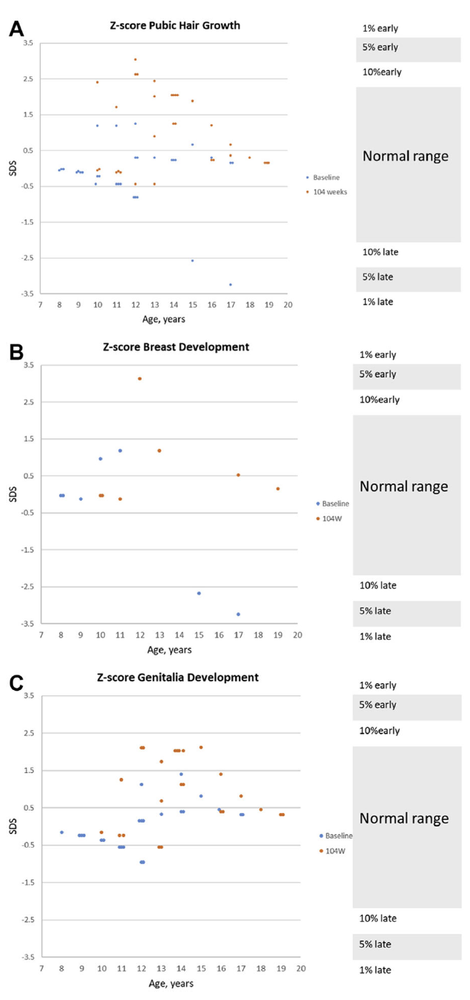 A
Z-score Pubic Hair Growth
3.5
2.5
1.5
0.5
-0.5
-1.5
-2.5
-3.5
SDS
7 8 9 10 11 12 13 14 15 16 17 18 19 20
Age, years
Baseline
104 weeks
1% early
5% early
10%early
Normal range
10% late
5% late
1% late
B
Z-score Breast Development
3.5
2.5
1.5
0.5
-0.5
-1.5
-2.5
-3.5
SDS
7 8 9 10 11 12 13 14 15 16 17 18 19 20
Age, years
Baseline
104W
1% early
5% early
10%early
Normal range
10% late
5% late
1% late
C
Z-score Genitalia Development
3.5
2.5
1.5
0.5
-0.5
-1.5
-2.5
-3.5
SDS
7 8 9 10 11 12 13 14 15 16 17 18 19 20
Age, years
Baseline
104W
1% early
5% early
10%early
Normal range
10% late
5% late
1% late